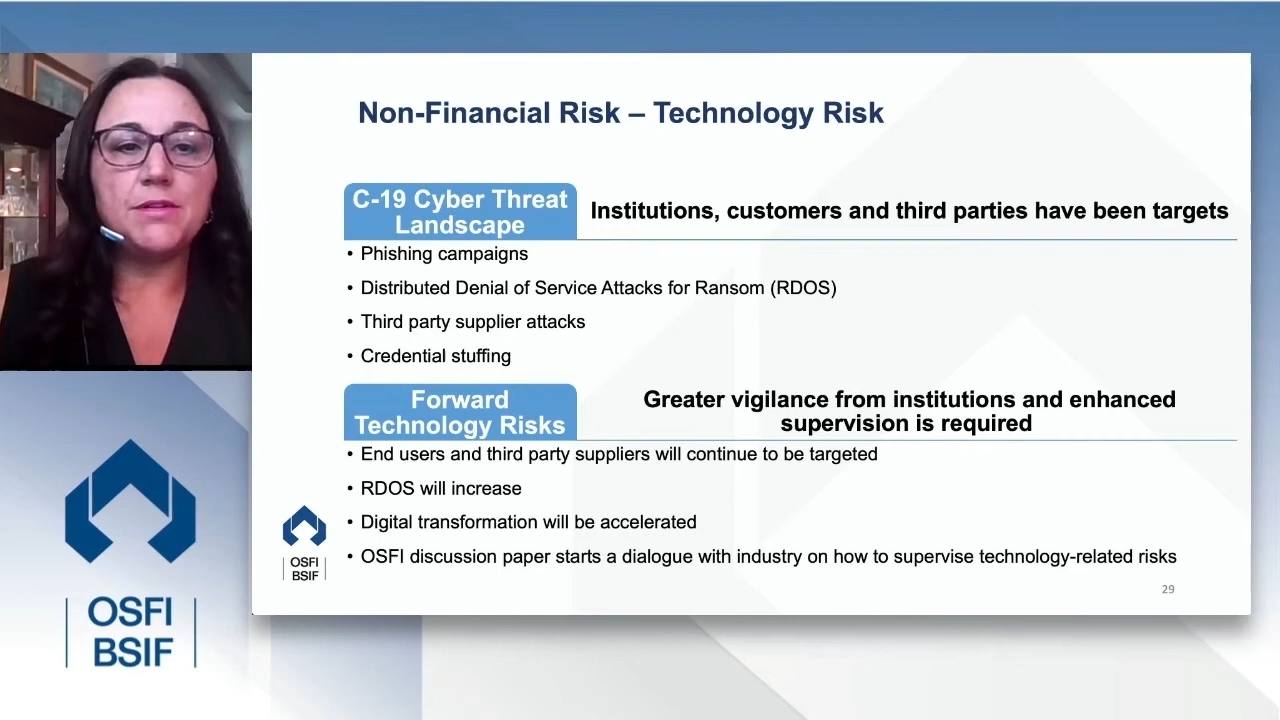 Non-Financial Risk – Technology Risk
C-19 Cyber Threat
Landscape
Institutions, customers and third parties have been targets
• Phishing campaigns
• Distributed Denial of Service Attacks for Ransom (RDOS)
• Third party supplier attacks
• Credential stuffing
Forward
Technology Risks
Greater vigilance from institutions and enhanced
supervision is required
• End users and third party suppliers will continue to be targeted
• RDOS will increase
• Digital transformation will be accelerated
• OSFI discussion paper starts a dialogue with industry on how to supervise technology-related risks
OSFI
BSIF
29
OSFI
BSIF